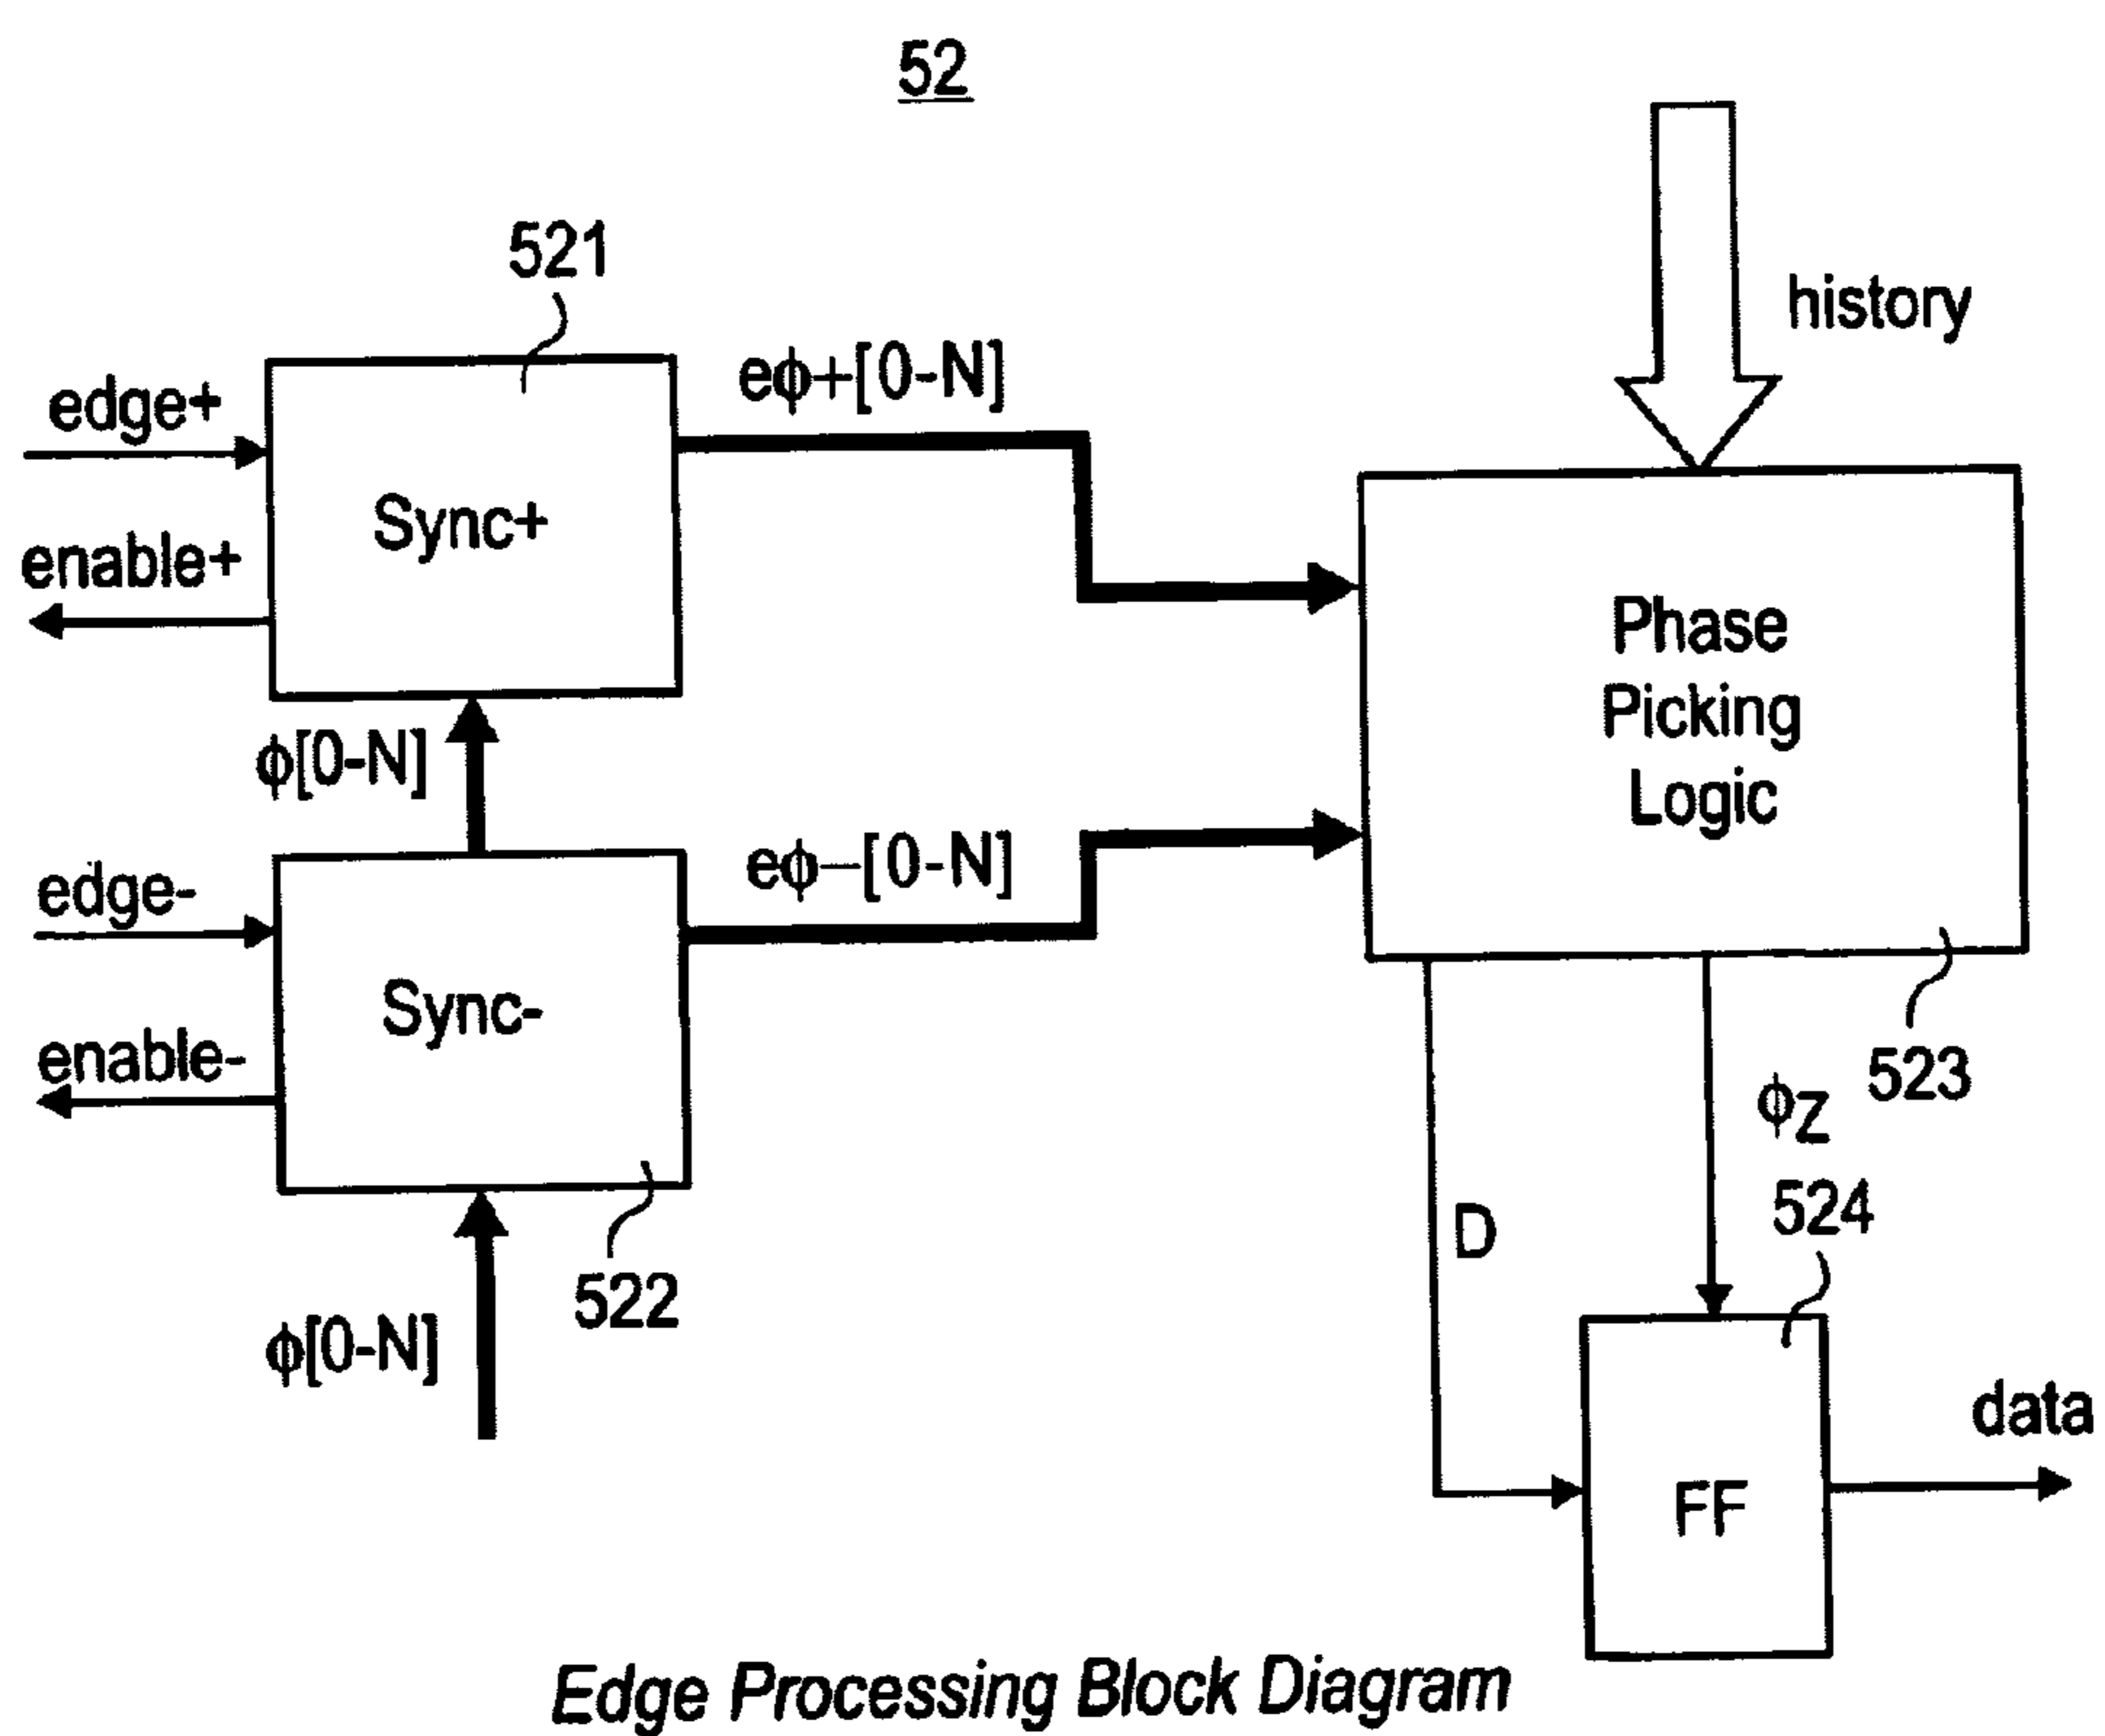 52
521
history
eϕ+[0-N]
edge+
Sync+
enable+
Phase
Picking
Logic
ϕ[0-N]
eϕ−[0-N]
edge-
Sync-
enable-
523
ϕZ
524
D
522
ϕ[0-N]
data
FF
Edge Processing Block Diagram